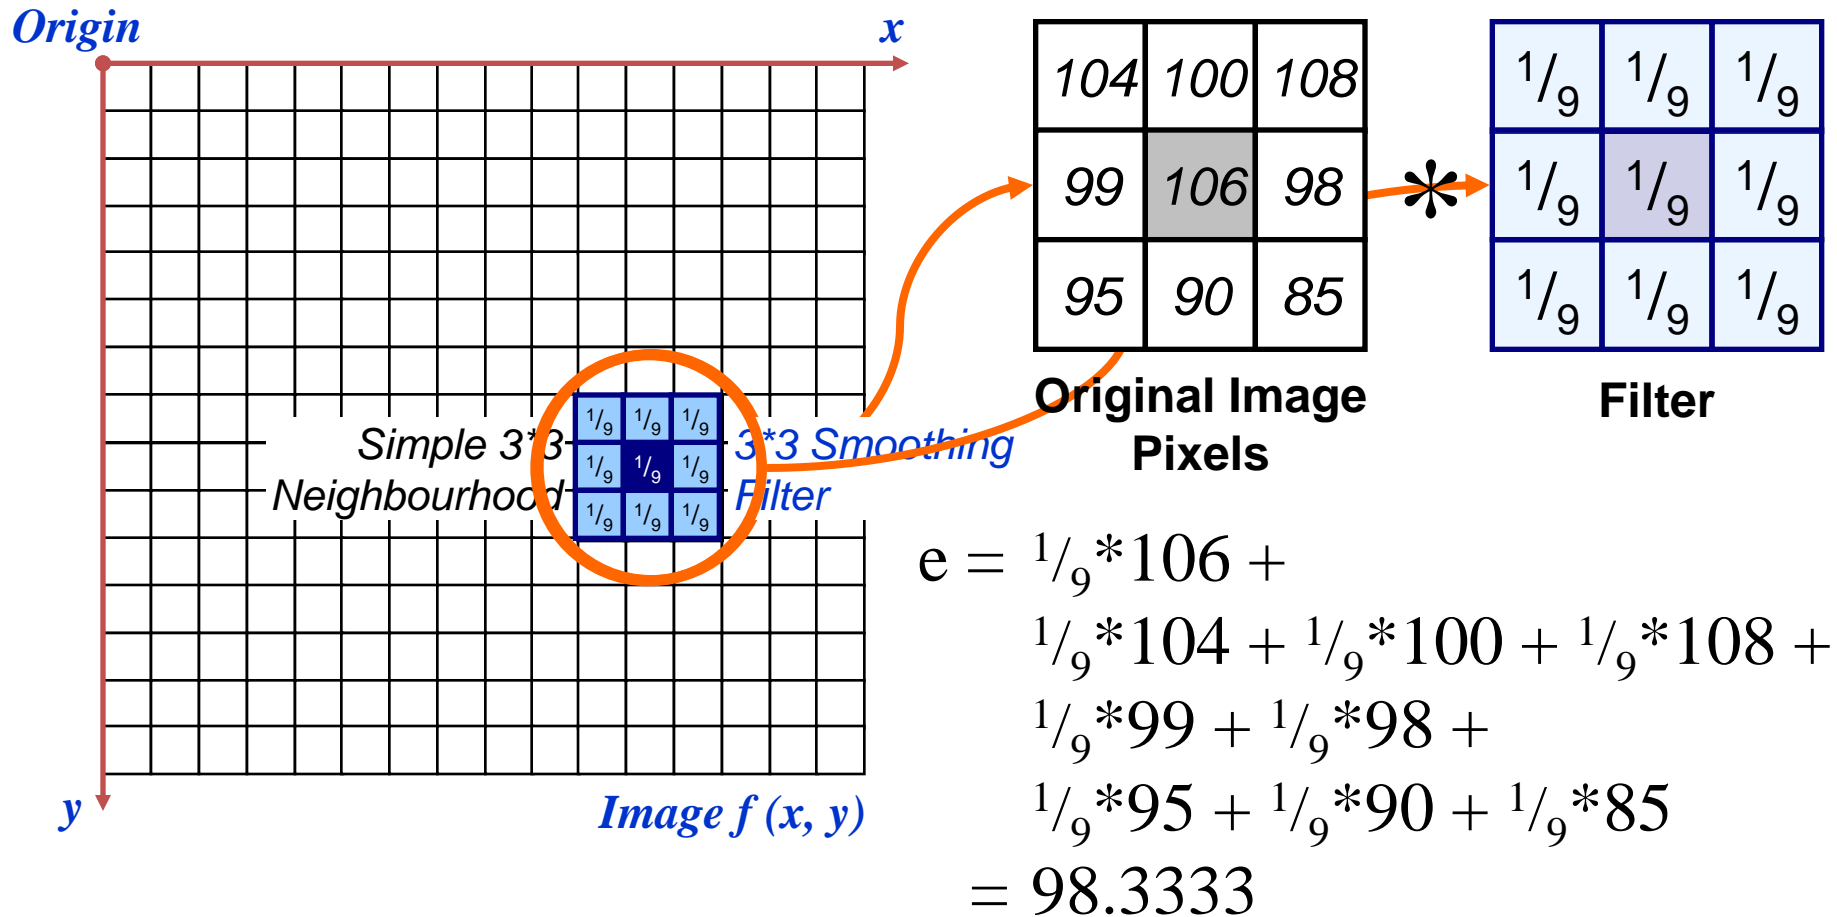 Origin
x
104 100 108
99 106 98
95 90 85
*
1/9 1/9 1/9
1/9 1/9 1/9
1/9 1/9 1/9
Original Image
Pixels
Filter
Simple 3*3
Neighbourhood
1/9 1/9 1/9
1/9 1/9 1/9
1/9 1/9 1/9
3*3 Smoothing
Filter
y
Image f (x, y)
e = 1/9*106 +
1/9*104 + 1/9*100 + 1/9*108 +
1/9*99 + 1/9*98 +
1/9*95 + 1/9*90 + 1/9*85
= 98.3333